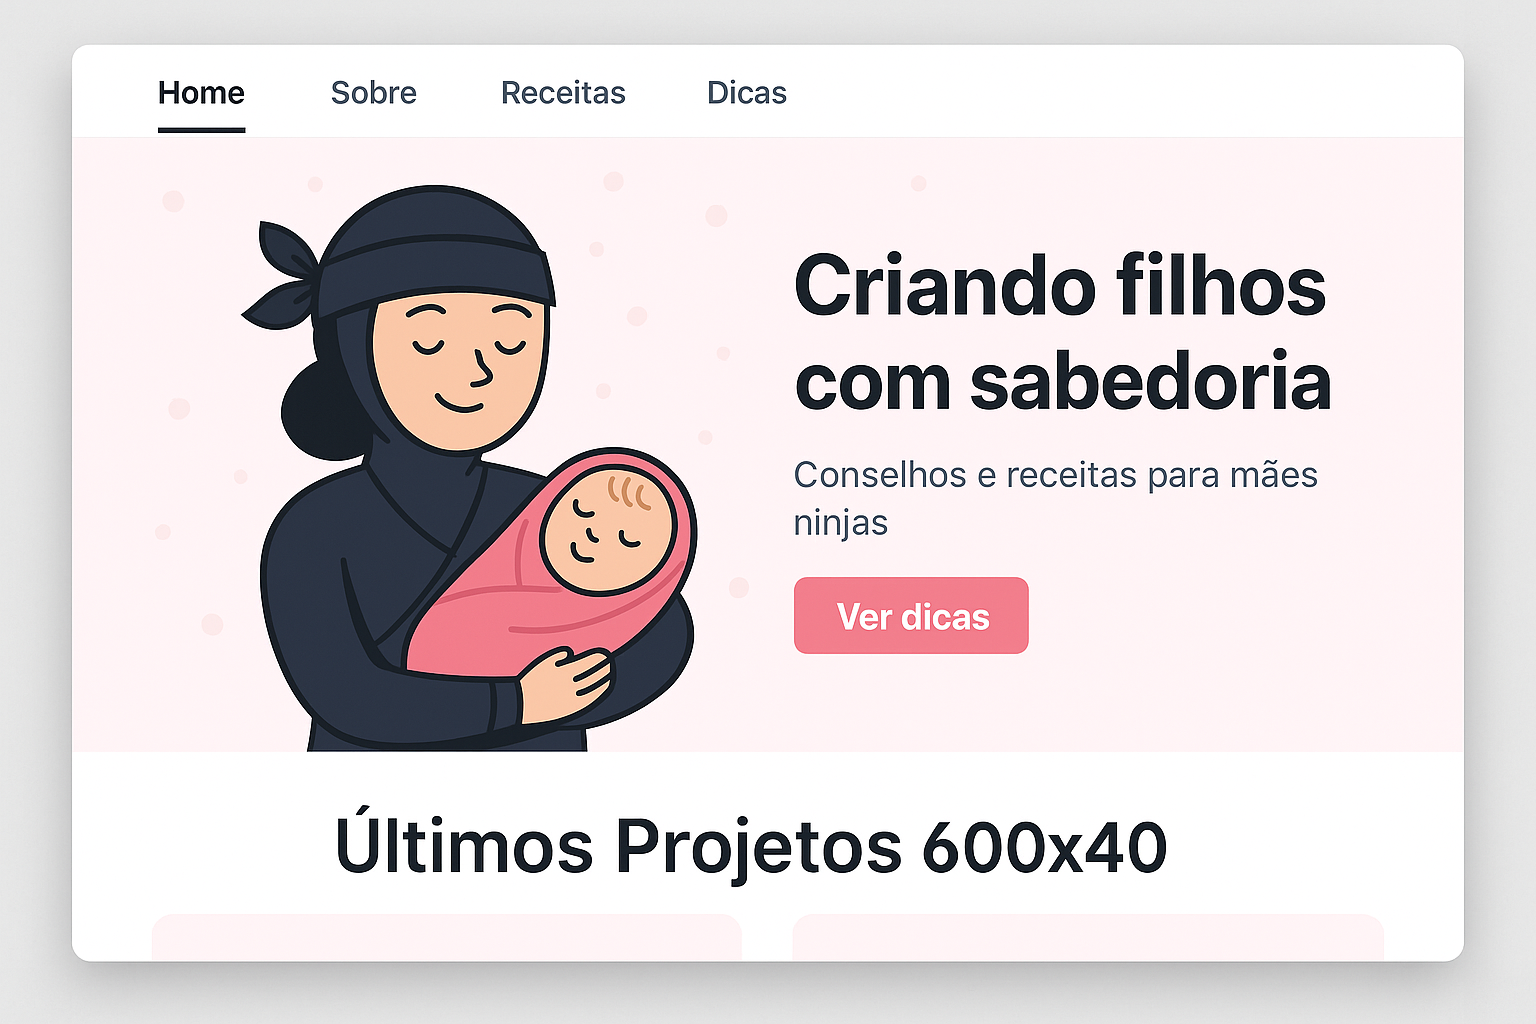 Home Sobre Receitas Dicas
Criando filhos
com sabedoria
Conselhos e receitas para mães
ninjas
Ver dicas
Últimos Projetos 600x40